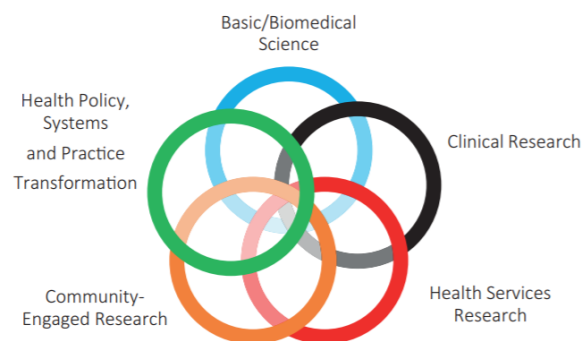 Basic/Biomedical
Science
Health Policy,
Systems
and Practice
Transformation
Clinical Research
Community-
Engaged Research
Health Services
Research